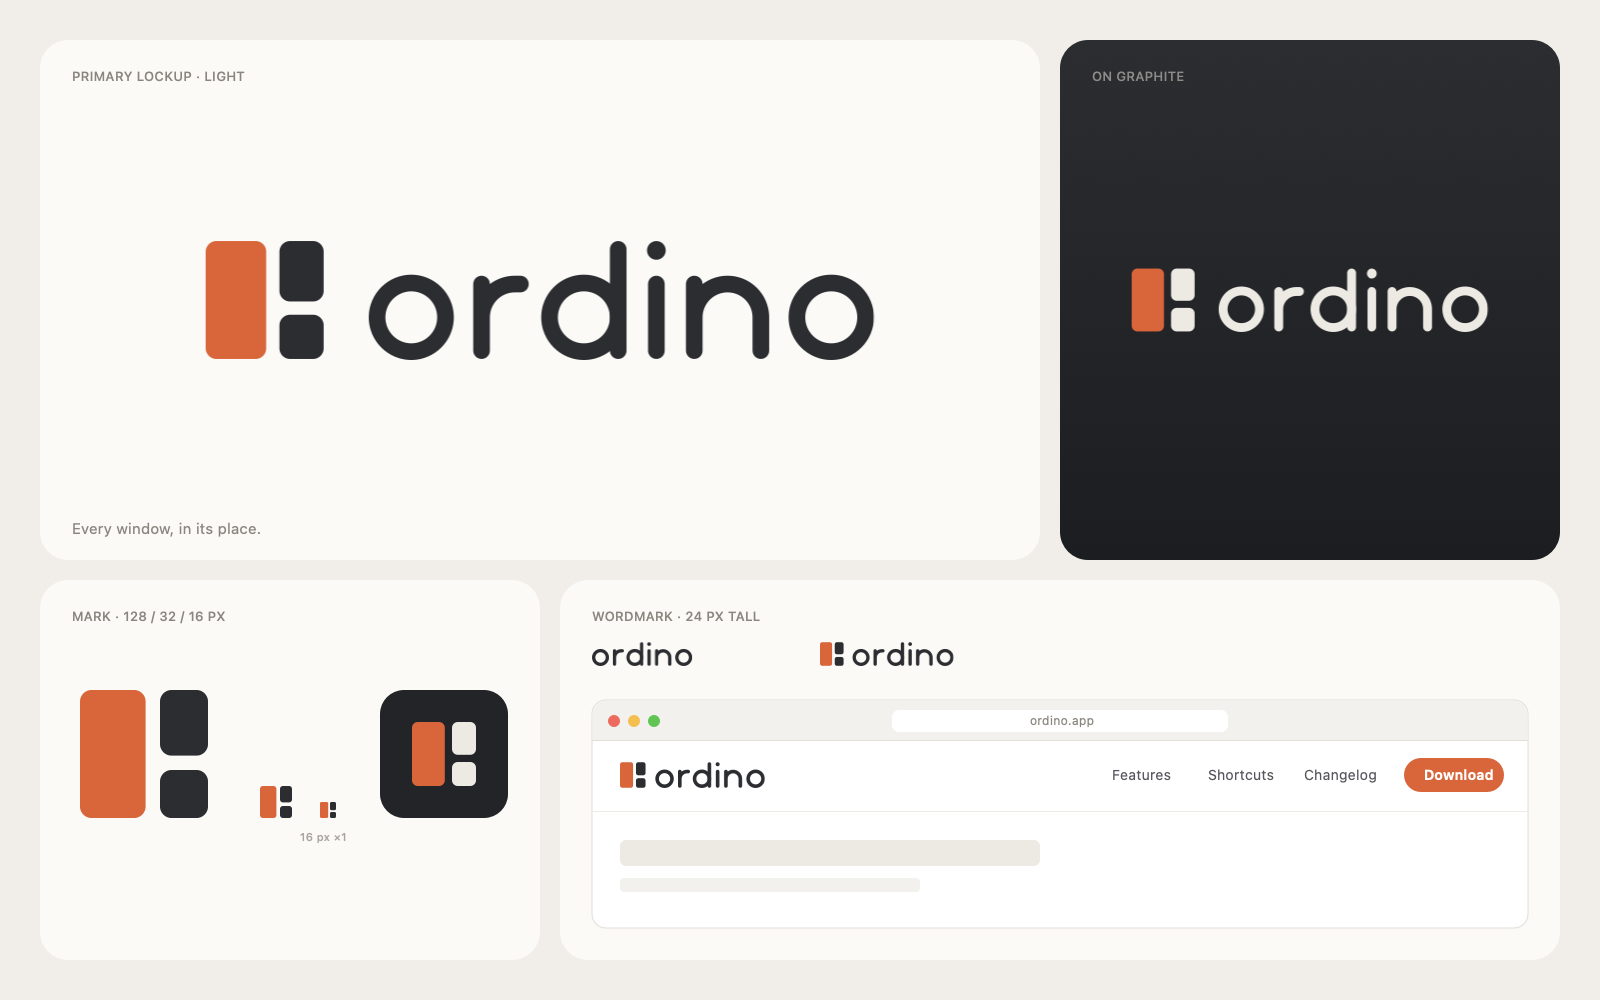 PRIMARY LOCKUP · LIGHT
ordino
Every window, in its place.
ON GRAPHITE
ordino
MARK · 128 / 32 / 16 PX
16 px ×1
WORDMARK · 24 PX TALL
ordino
ordino
ordino.app
ordino
Features
Shortcuts
Changelog
Download